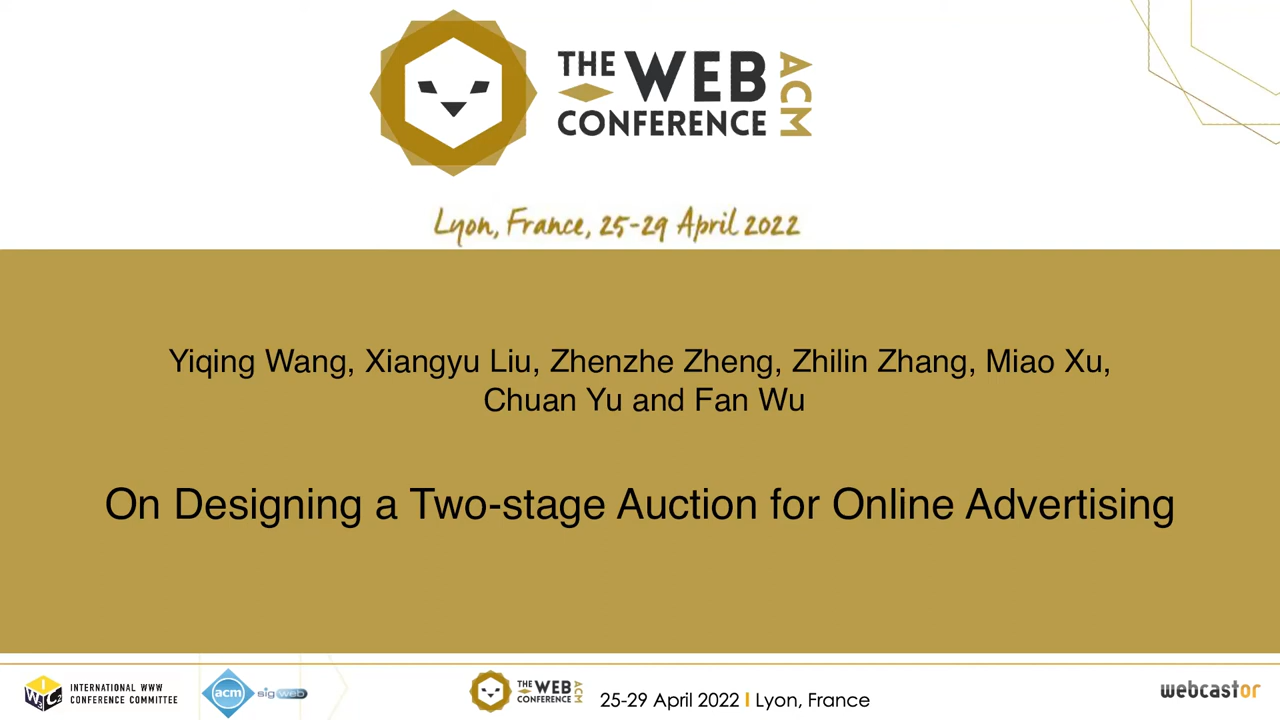 THE WEB
CONFERENCE
ACM
Lyon, France, 25-29 April 2022
Yiqing Wang, Xiangyu Liu, Zhenzhe Zheng, Zhilin Zhang, Miao Xu,
Chuan Yu and Fan Wu
On Designing a Two-stage Auction for Online Advertising
IW3C2
INTERNATIONAL WWW
CONFERENCE COMMITTEE
acm
sigweb
THE WEB
CONFERENCE
ACM
25-29 April 2022 I Lyon, France
webcastor